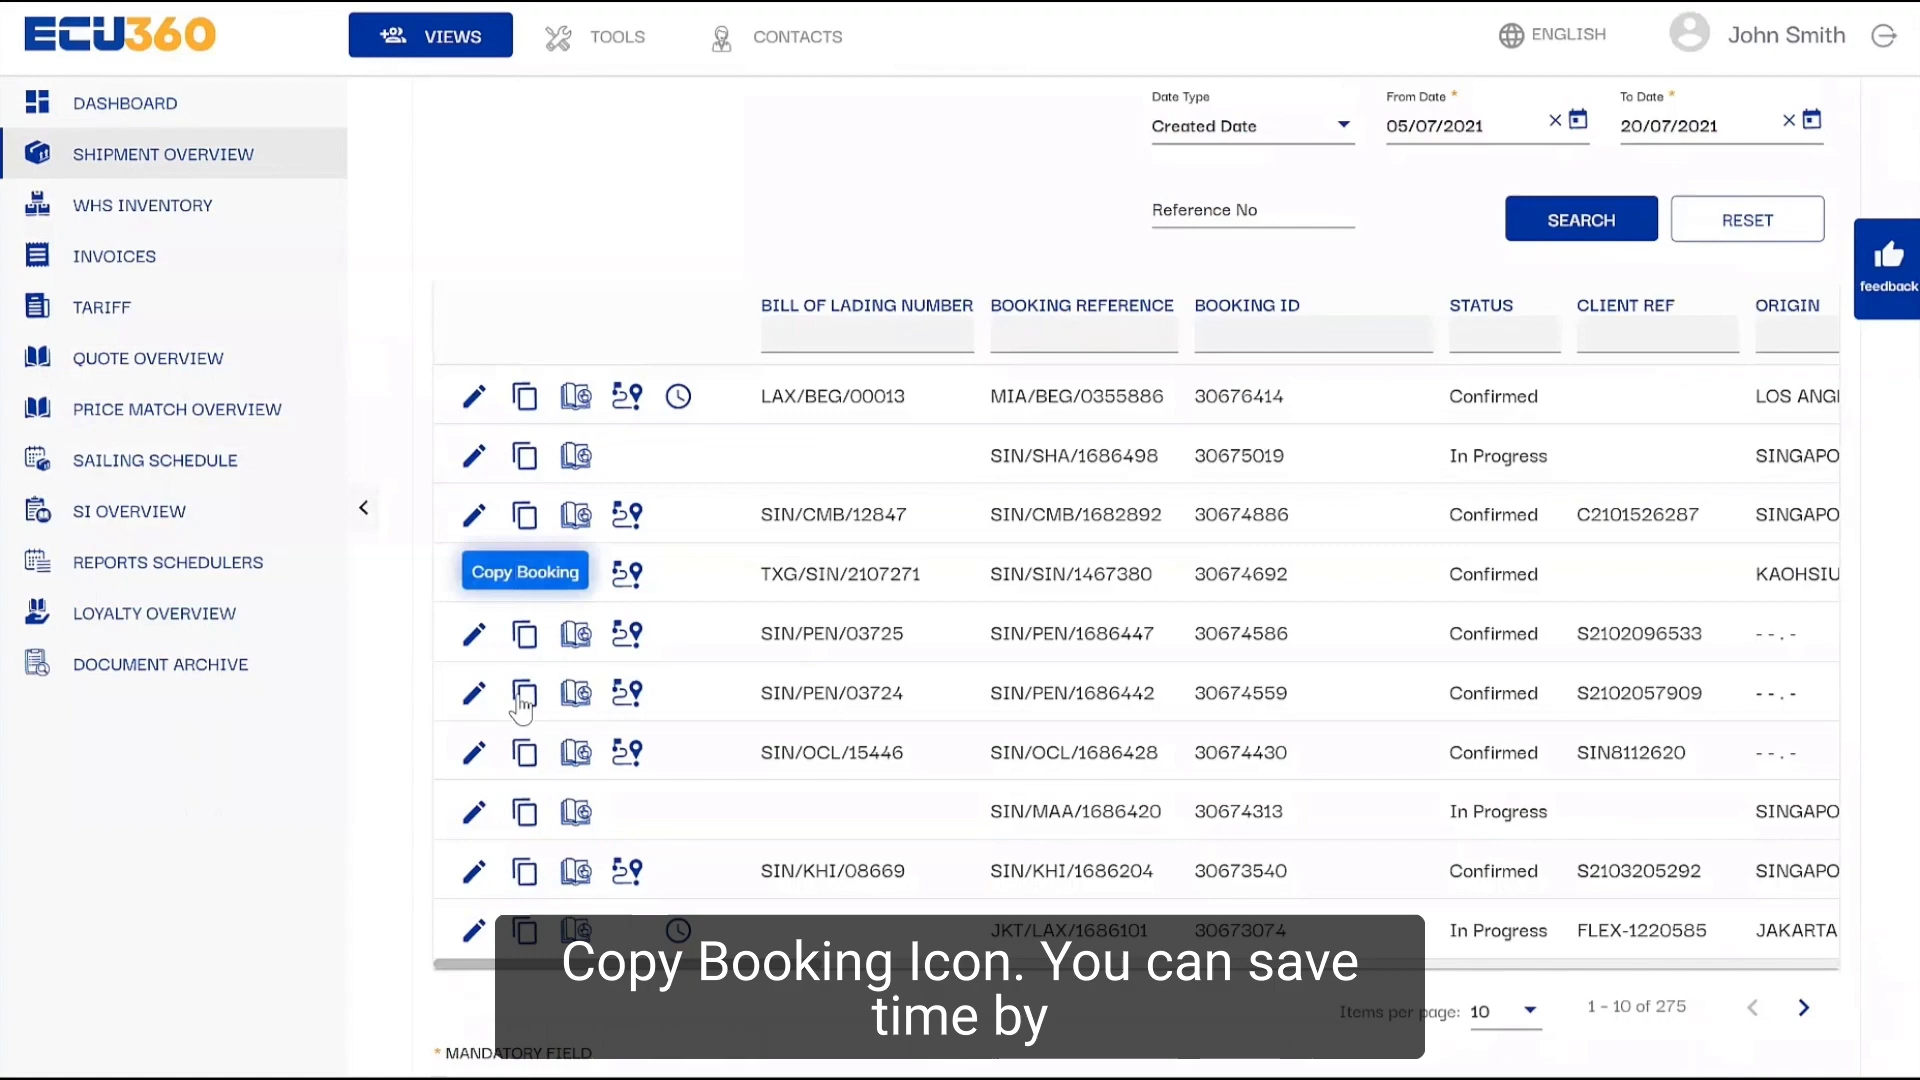 ECU360
VIEWS
TOOLS
CONTACTS
ENGLISH
John Smith
DASHBOARD
SHIPMENT OVERVIEW
WHS INVENTORY
INVOICES
TARIFF
QUOTE OVERVIEW
PRICE MATCH OVERVIEW
SAILING SCHEDULE
SI OVERVIEW
REPORTS SCHEDULERS
LOYALTY OVERVIEW
DOCUMENT ARCHIVE
Date Type From Date * To Date *
Created Date 05/07/2021 20/07/2021
Reference No
SEARCH RESET
feedback
BILL OF LADING NUMBER BOOKING REFERENCE BOOKING ID STATUS CLIENT REF ORIGIN
LAX/BEG/00013 MIA/BEG/0355886 30676414 Confirmed LOS ANG
SIN/SHA/1686498 30675019 In Progress SINGAPO
SIN/CMB/12847 SIN/CMB/1682892 30674886 Confirmed C2101526287 SINGAPO
Copy Booking TXG/SIN/2107271 SIN/SIN/1467380 30674692 Confirmed KAOHSIU
SIN/PEN/03725 SIN/PEN/1686447 30674586 Confirmed S2102096533 - - . -
SIN/PEN/03724 SIN/PEN/1686442 30674559 Confirmed S2102057909 - - . -
SIN/OCL/15446 SIN/OCL/1686428 30674430 Confirmed SIN8112620 - - . -
SIN/MAA/1686420 30674313 In Progress SINGAPO
SIN/KHI/08669 SIN/KHI/1686204 30673540 Confirmed S2103205292 SINGAPO
JKT/LAX/1686101 30673074 In Progress FLEX-1220585 JAKARTA
Copy Booking Icon. You can save
time by
Items per page: 10 1 - 10 of 275
* MANDATORY FIELD